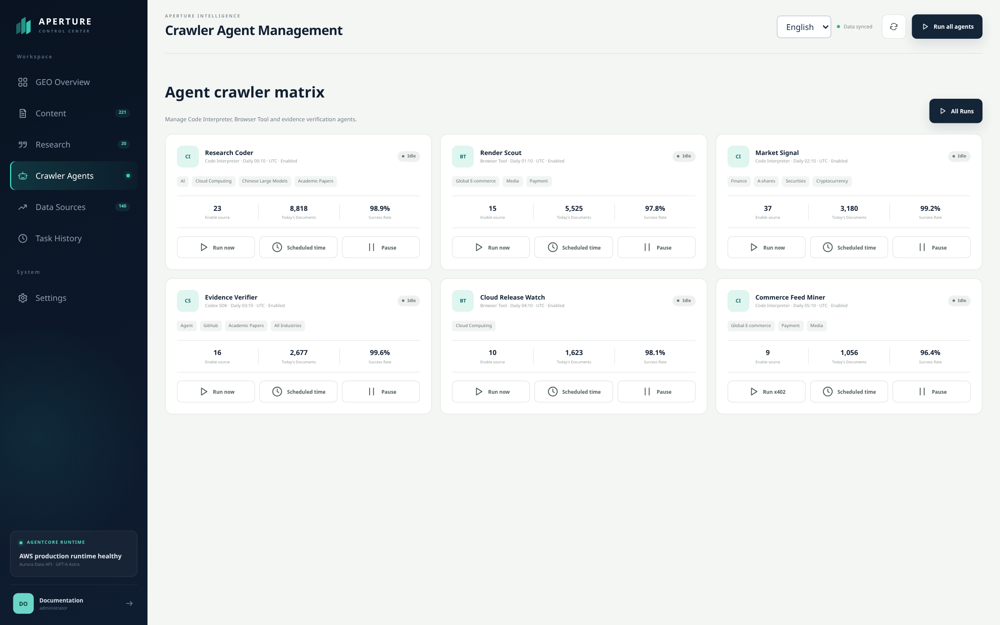 APERTURE
CONTROL CENTER
Workspace
GEO Overview
Content 221
Research 20
Crawler Agents
Data Sources 140
Task History
System
Settings
AGENTCORE RUNTIME
AWS production runtime healthy
Aurora Data API · GPT-6 Astra
DO
Documentation
administrator
APERTURE INTELLIGENCE
Crawler Agent Management
English
Data synced
Run all agents
Agent crawler matrix
Manage Code Interpreter, Browser Tool and evidence verification agents.
All Runs
CI
Research Coder
Code Interpreter · Daily 00:10 · UTC · Enabled
Idle
AI Cloud Computing Chinese Large Models Academic Papers
23 8,818 98.9%
Enable source Today's Documents Success Rate
Run now Scheduled time Pause
BT
Render Scout
Browser Tool · Daily 01:10 · UTC · Enabled
Idle
Global E-commerce Media Payment
15 5,525 97.8%
Enable source Today's Documents Success Rate
Run now Scheduled time Pause
CI
Market Signal
Code Interpreter · Daily 02:10 · UTC · Enabled
Idle
Finance A-shares Securities Cryptocurrency
37 3,180 99.2%
Enable source Today's Documents Success Rate
Run now Scheduled time Pause
CS
Evidence Verifier
Codex SDK · Daily 03:10 · UTC · Enabled
Idle
Agent GitHub Academic Papers All Industries
16 2,677 99.6%
Enable source Today's Documents Success Rate
Run now Scheduled time Pause
BT
Cloud Release Watch
Browser Tool · Daily 04:10 · UTC · Enabled
Idle
Cloud Computing
10 1,623 98.1%
Enable source Today's Documents Success Rate
Run now Scheduled time Pause
CI
Commerce Feed Miner
Code Interpreter · Daily 05:10 · UTC · Enabled
Idle
Global E-commerce Payment Media
9 1,056 96.4%
Enable source Today's Documents Success Rate
Run x402 Scheduled time Pause